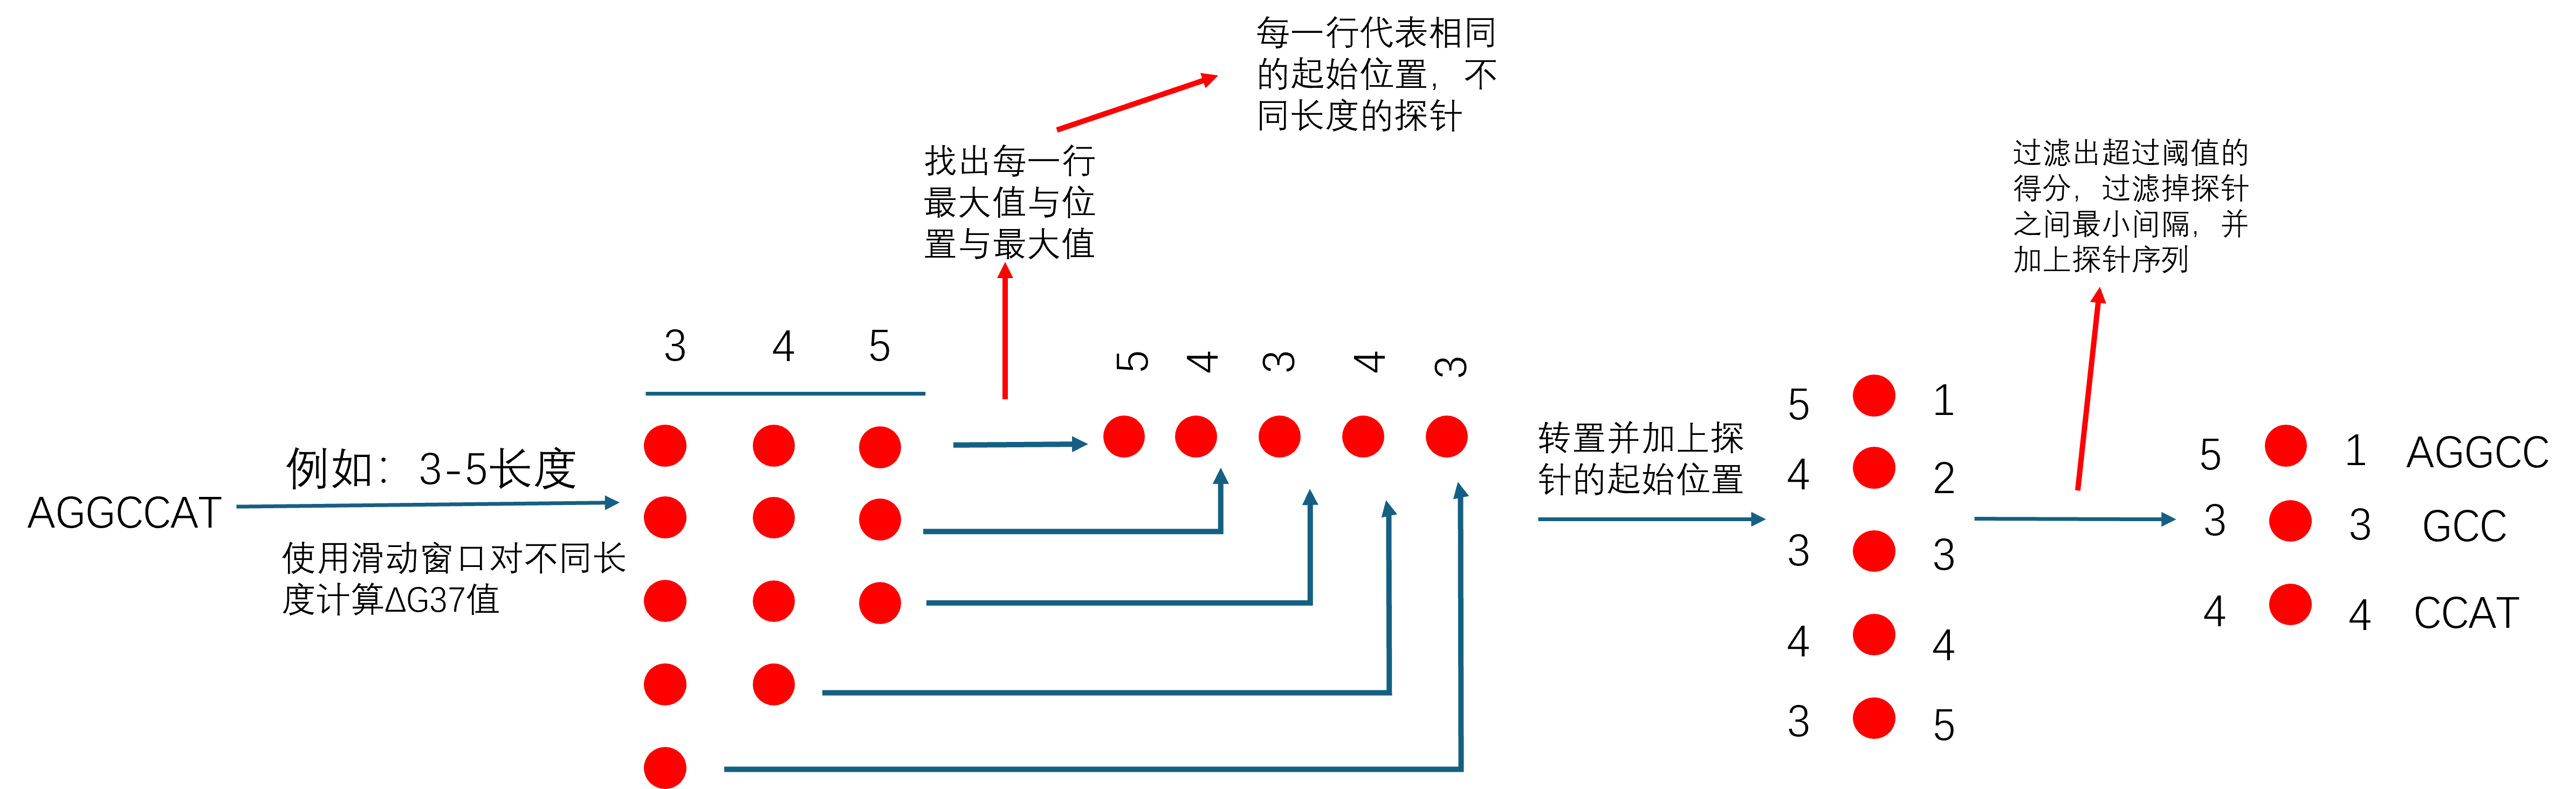 每一行代表相同
的起始位置，不
同长度的探针
找出每一行
最大值与位
置与最大值
过滤出超过阈值的
得分，过滤掉探针
之间最小间隔，并
加上探针序列
AGGCCAT
例如：3-5长度
使用滑动窗口对不同长
度计算ΔG37值
3 4 5
5 4 3 4 3
转置并加上探
针的起始位置
5 1
4 2
3 3
4 4
3 5
5 1 AGGCC
3 3 GCC
4 4 CCAT